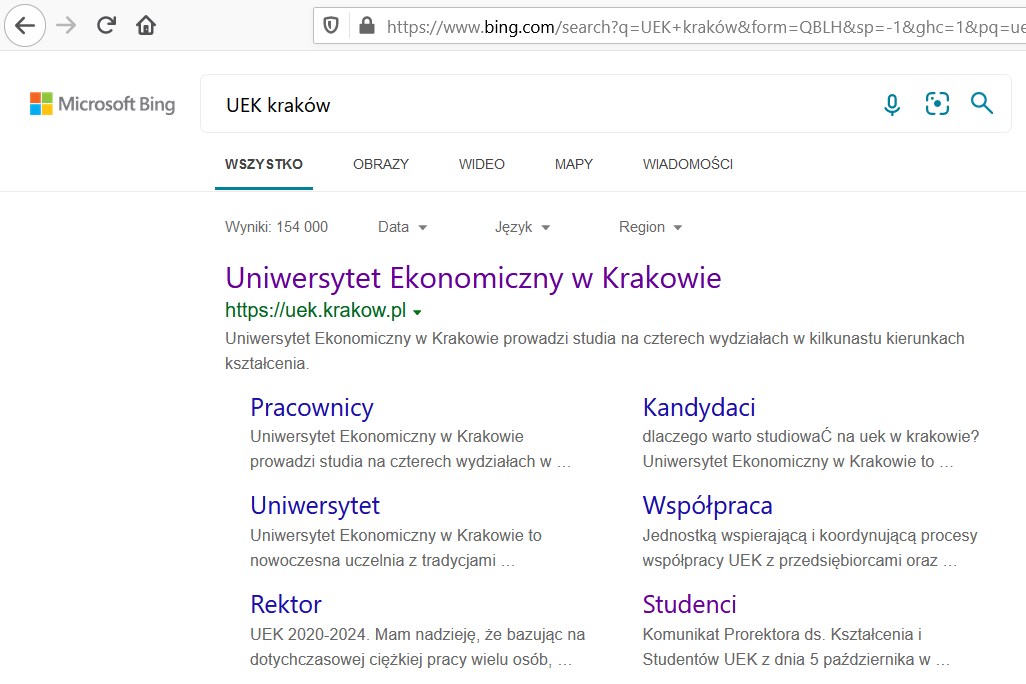 https://www.bing.com/search?q=UEK+kraków&form=QBLH&sp=-1&ghc=1&pq=ue
Microsoft Bing
UEK kraków
WSZYSTKO OBRAZY WIDEO MAPY WIADOMOŚCI
Wyniki: 154 000 Data Język Region
Uniwersytet Ekonomiczny w Krakowie
https://uek.krakow.pl
Uniwersytet Ekonomiczny w Krakowie prowadzi studia na czterech wydziałach w kilkunastu kierunkach
kształcenia.
Pracownicy
Uniwersytet Ekonomiczny w Krakowie
prowadzi studia na czterech wydziałach w ...
Kandydaci
dlaczego warto studiowaĆ na uek w krakowie?
Uniwersytet Ekonomiczny w Krakowie to ...
Uniwersytet
Uniwersytet Ekonomiczny w Krakowie to
nowoczesna uczelnia z tradycjami ...
Współpraca
Jednostką wspierającą i koordynującą procesy
współpracy UEK z przedsiębiorcami oraz ...
Rektor
UEK 2020-2024. Mam nadzieję, że bazując na
dotychczasowej ciężkiej pracy wielu osób, ...
Studenci
Komunikat Prorektora ds. Kształcenia i
Studentów UEK z dnia 5 października w ...